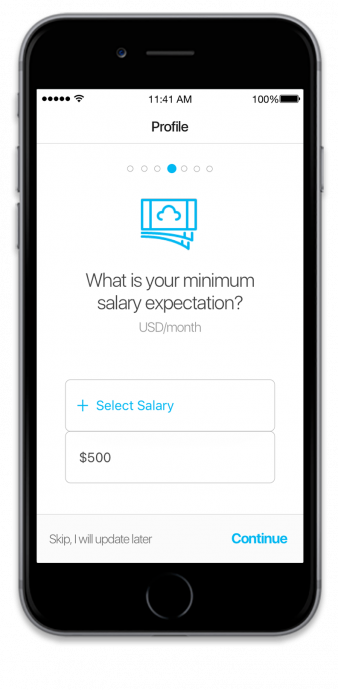 11:41 AM 100%
Profile
What is your minimum
salary expectation?
USD/month
+ Select Salary
$500
Skip, I will update later Continue